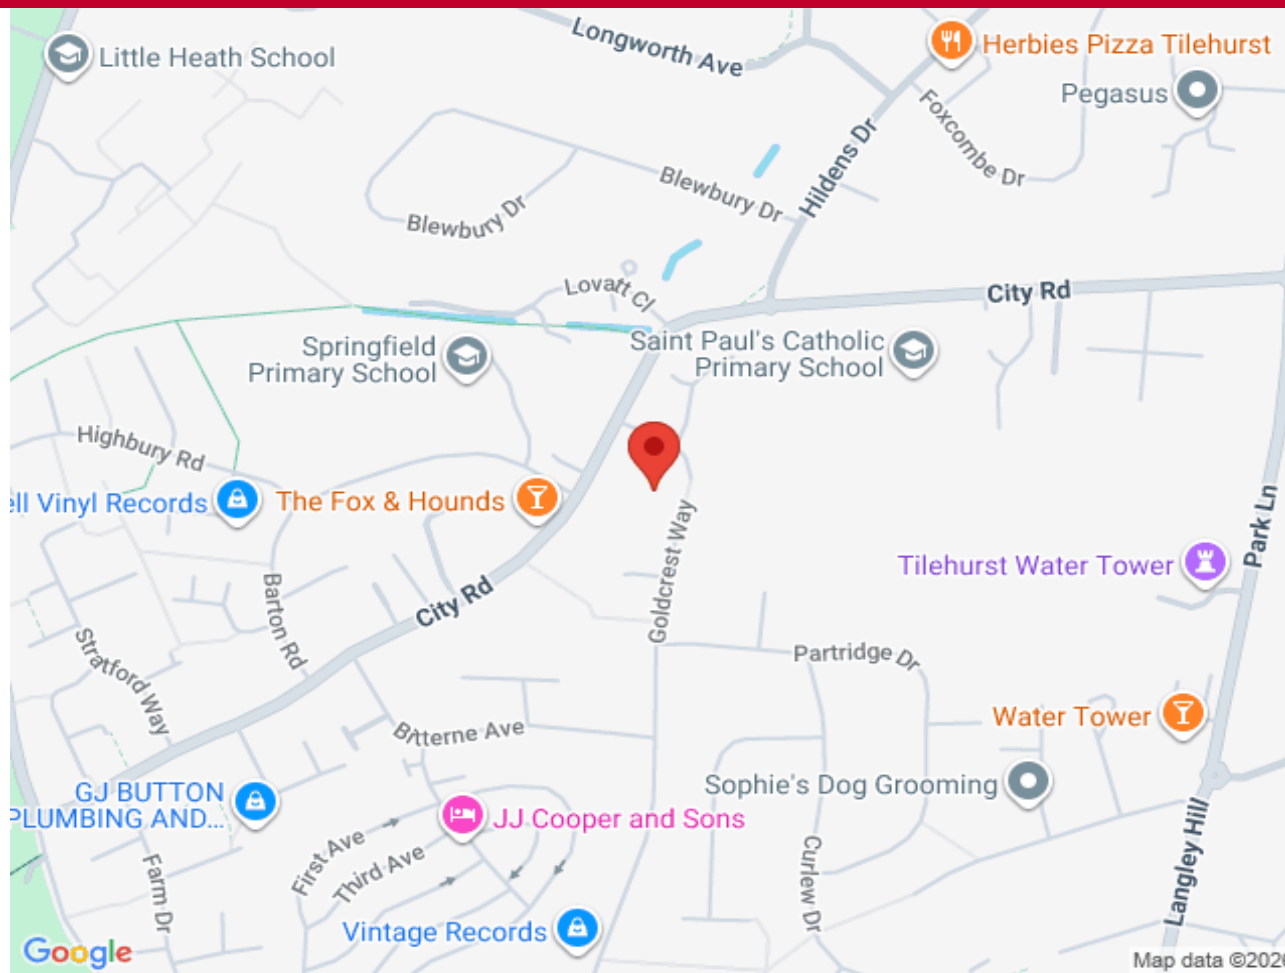 Longworth Ave
Herbies Pizza Tilehurst
Little Heath School
Pegasus
Foxcombe Dr
Hildens Dr
Blewbury Dr
Blewbury Dr
Lovatt Cl
City Rd
Springfield
Primary School
Saint Paul's Catholic
Primary School
Highbury Rd
ell Vinyl Records
The Fox & Hounds
Goldcrest Way
Park Ln
Tilehurst Water Tower
City Rd
Barton Rd
Stratford Way
Partridge Dr
Water Tower
Bitterne Ave
Sophie's Dog Grooming
GJ BUTTON
PLUMBING AND...
JJ Cooper and Sons
First Ave
Third Ave
Farm Dr
Curlew Dr
Langley Hill
Vintage Records
Google
Map data ©202